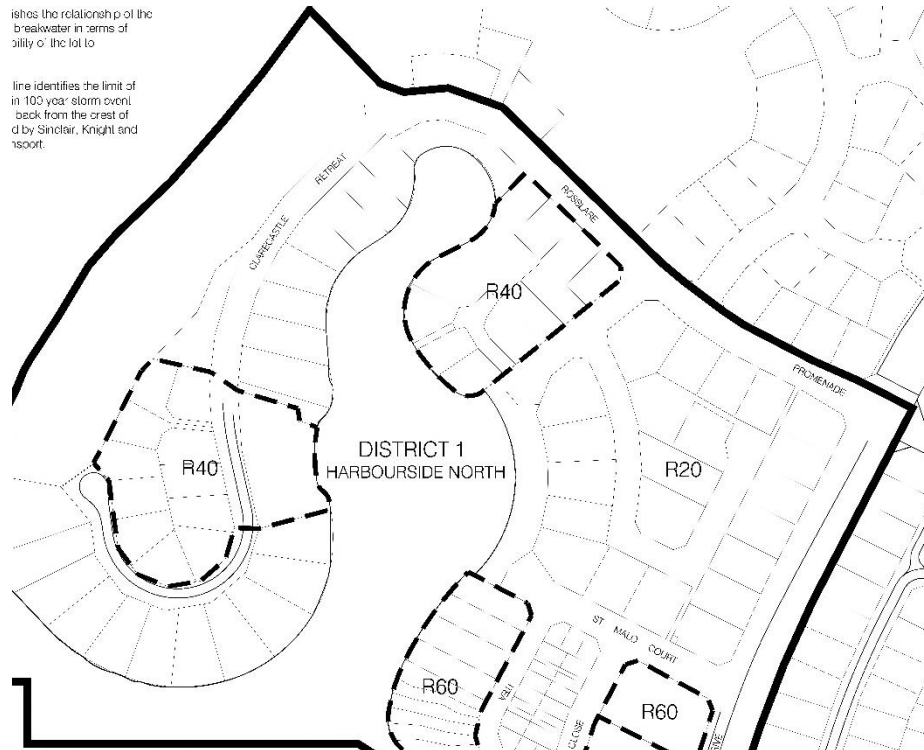 ishes the relationship of the
breakwater in terms of
bility of the lot to
line identifies the limit of
in 100 year storm event
back from the crest of
d by Sinclair, Knight and
nsport.
CLARECASTLE RETREAT
ROSSLARE PROMENADE
R40
R40
DISTRICT 1
HARBOURSIDE NORTH
R20
ST MALO COURT
R60
R60
CLOSE